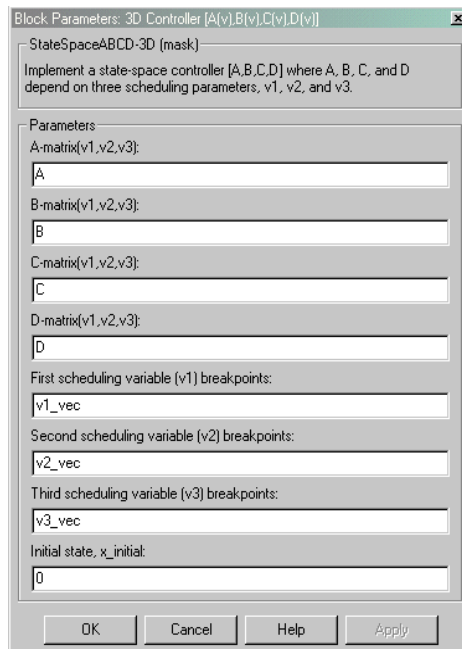 Block Parameters: 3D Controller [A(v),B(v),C(v),D(v)]
StateSpaceABCD-3D (mask)
Implement a state-space controller [A,B,C,D] where A, B, C, and D
depend on three scheduling parameters, v1, v2, and v3.
Parameters
A-matrix(v1,v2,v3):
A
B-matrix(v1,v2,v3):
B
C-matrix(v1,v2,v3):
C
D-matrix(v1,v2,v3):
D
First scheduling variable (v1) breakpoints:
v1_vec
Second scheduling variable (v2) breakpoints:
v2_vec
Third scheduling variable (v3) breakpoints:
v3_vec
Initial state, x_initial:
0
OK Cancel Help Apply